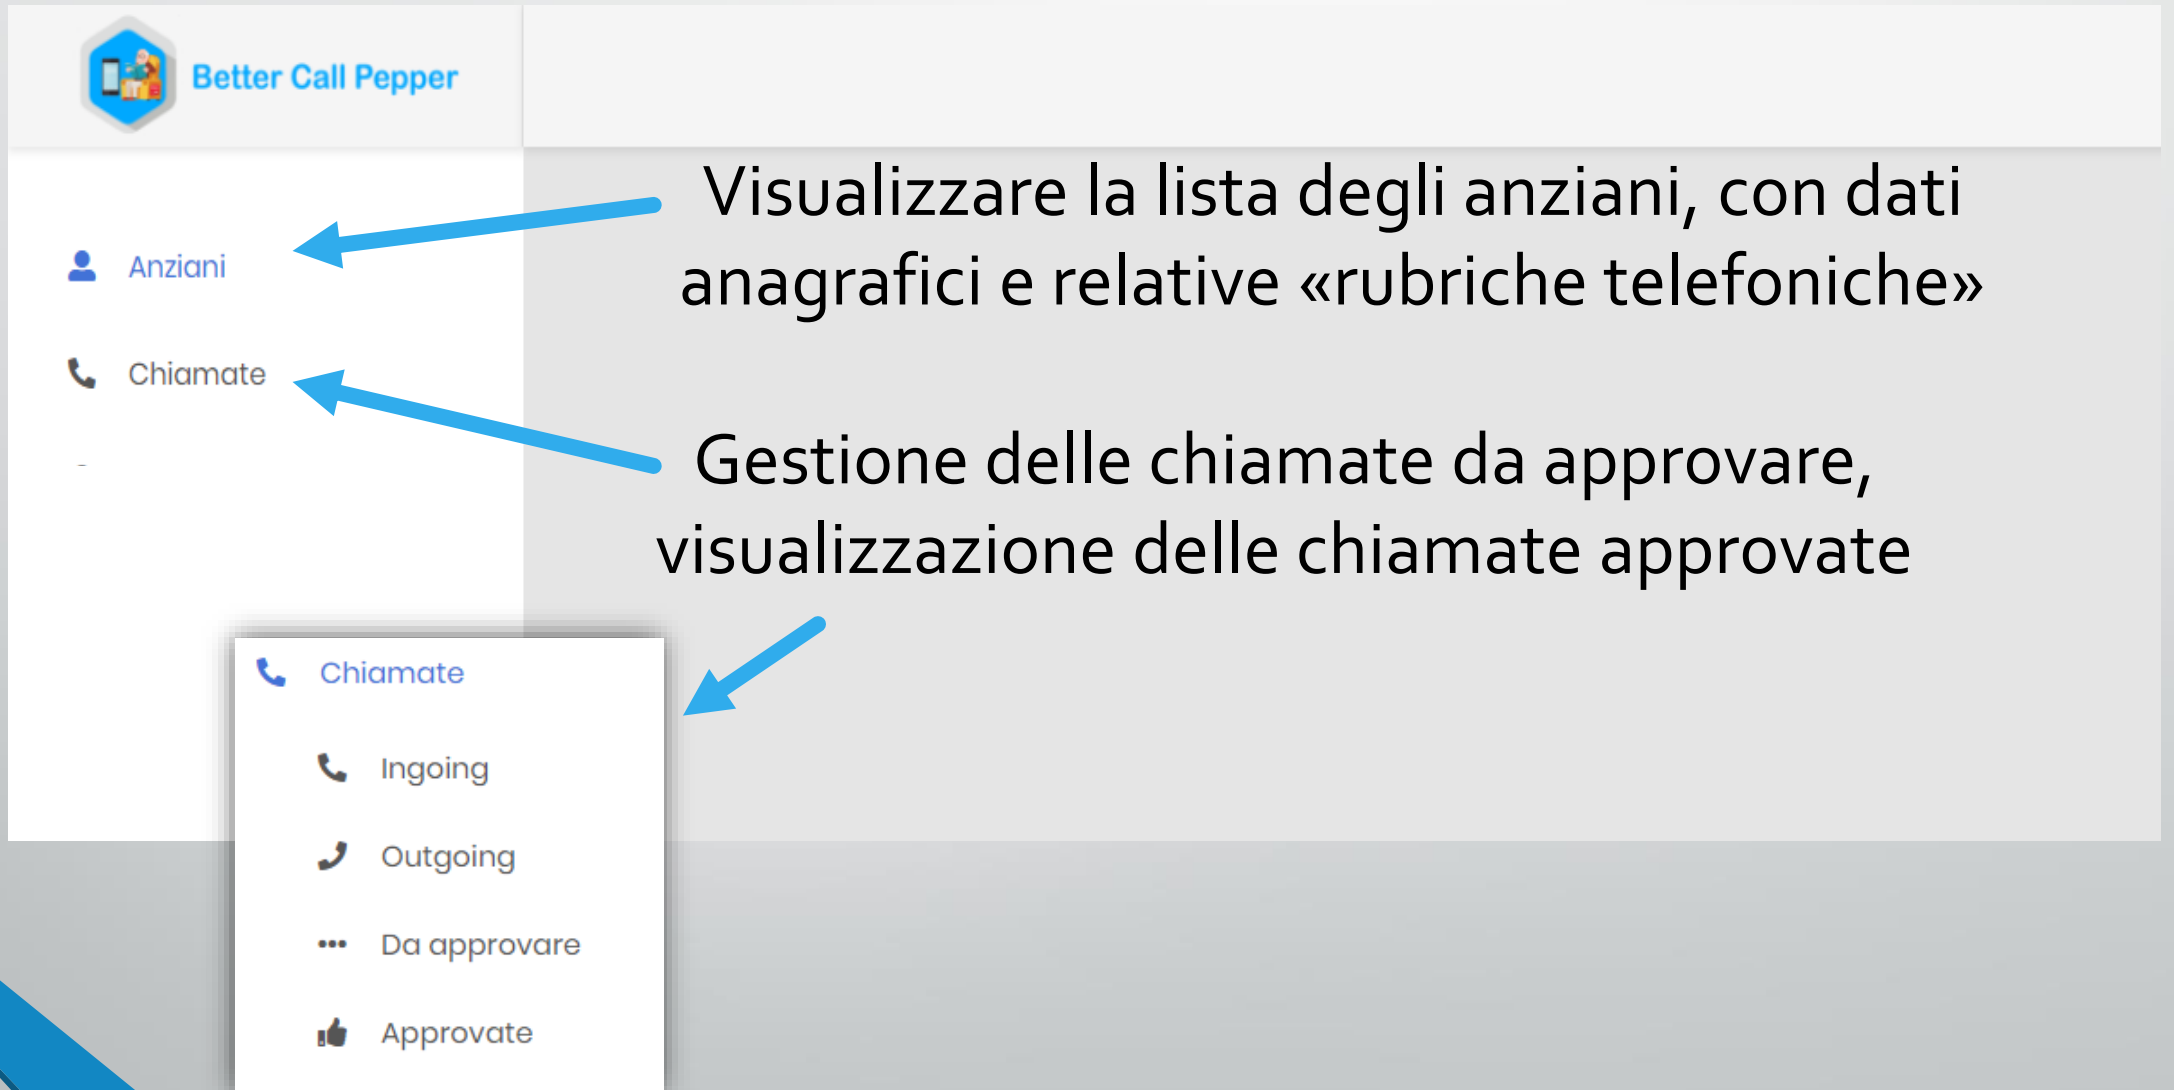 Better Call Pepper
Visualizzare la lista degli anziani, con dati
anagrafici e relative «rubriche telefoniche»
Anziani
Chiamate
Gestione delle chiamate da approvare,
visualizzazione delle chiamate approvate
Chiamate
Ingoing
Outgoing
Da approvare
Approvate